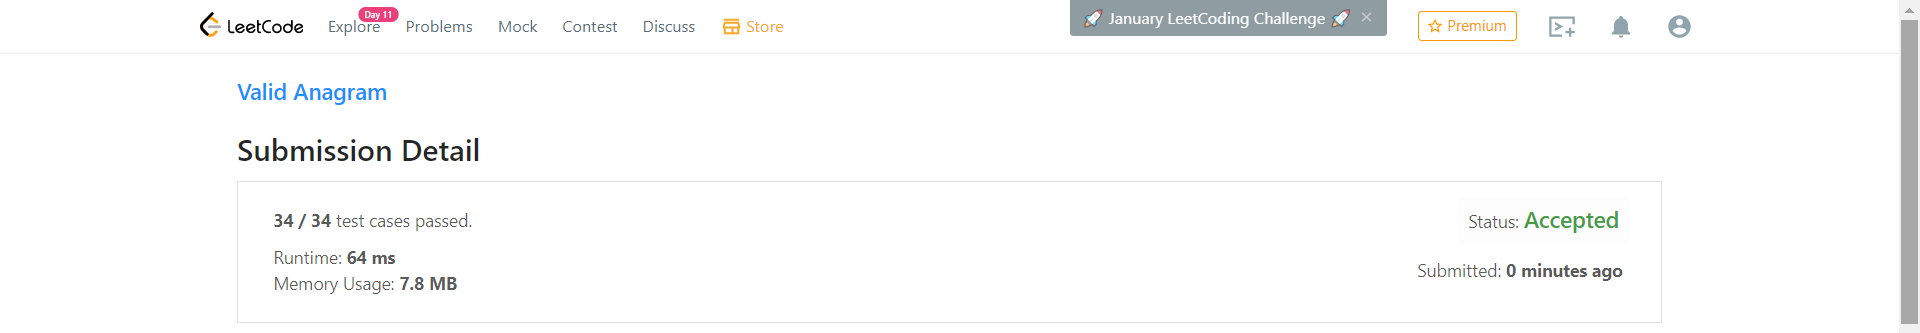 LeetCode Explore Day 11 Problems Mock Contest Discuss Store 🚀 January LeetCoding Challenge 🚀 × Premium
Valid Anagram
Submission Detail
34 / 34 test cases passed.
Status: Accepted
Runtime: 64 ms
Memory Usage: 7.8 MB
Submitted: 0 minutes ago